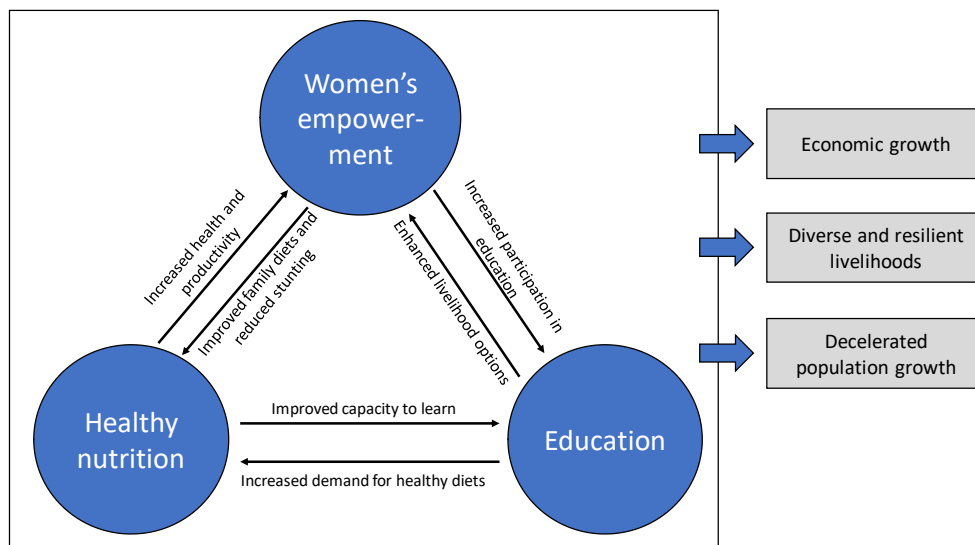 Women's
empower-
ment
Increased health and
productivity
Improved family diets and
reduced stunting
Increased participation in
education
Enhanced livelihood options
Healthy
nutrition
Improved capacity to learn
Increased demand for healthy diets
Education
Economic growth
Diverse and resilient
livelihoods
Decelerated
population growth